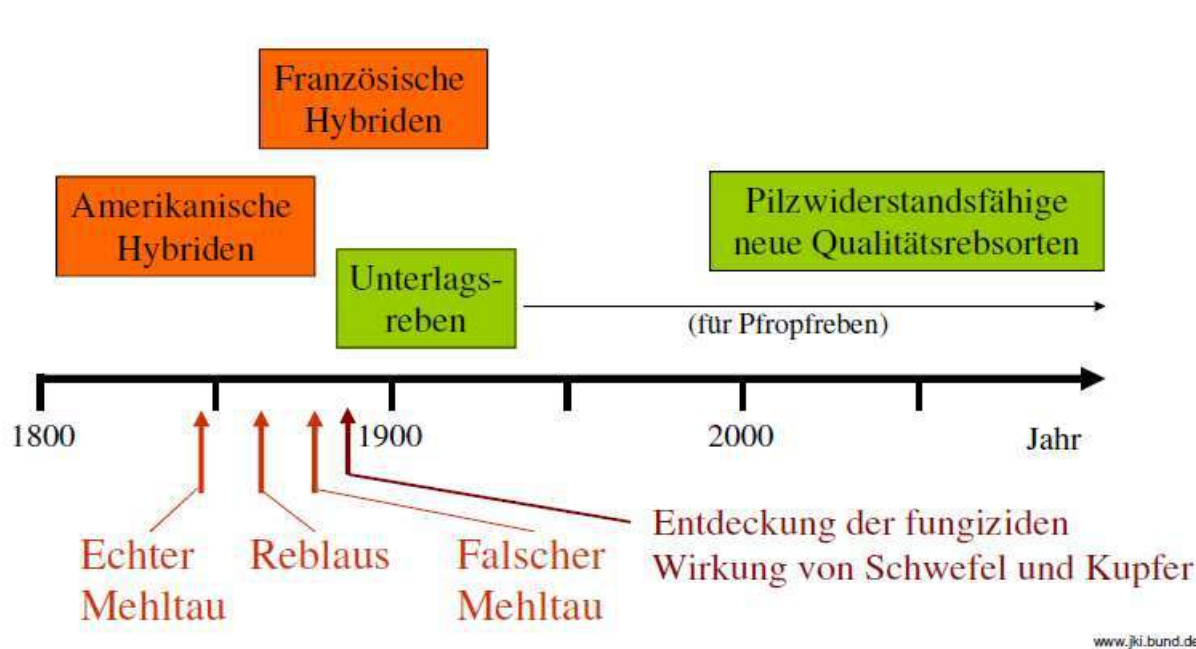 Französische
Hybriden
Amerikanische
Hybriden
Pilzwiderstandsfähige
neue Qualitätsrebsorten
Unterlags-
reben
(für Pfropfreben)
1800
1900
2000
Jahr
Echter
Mehltau
Reblaus
Falscher
Mehltau
Entdeckung der fungiziden
Wirkung von Schwefel und Kupfer
www.jki.bund.de